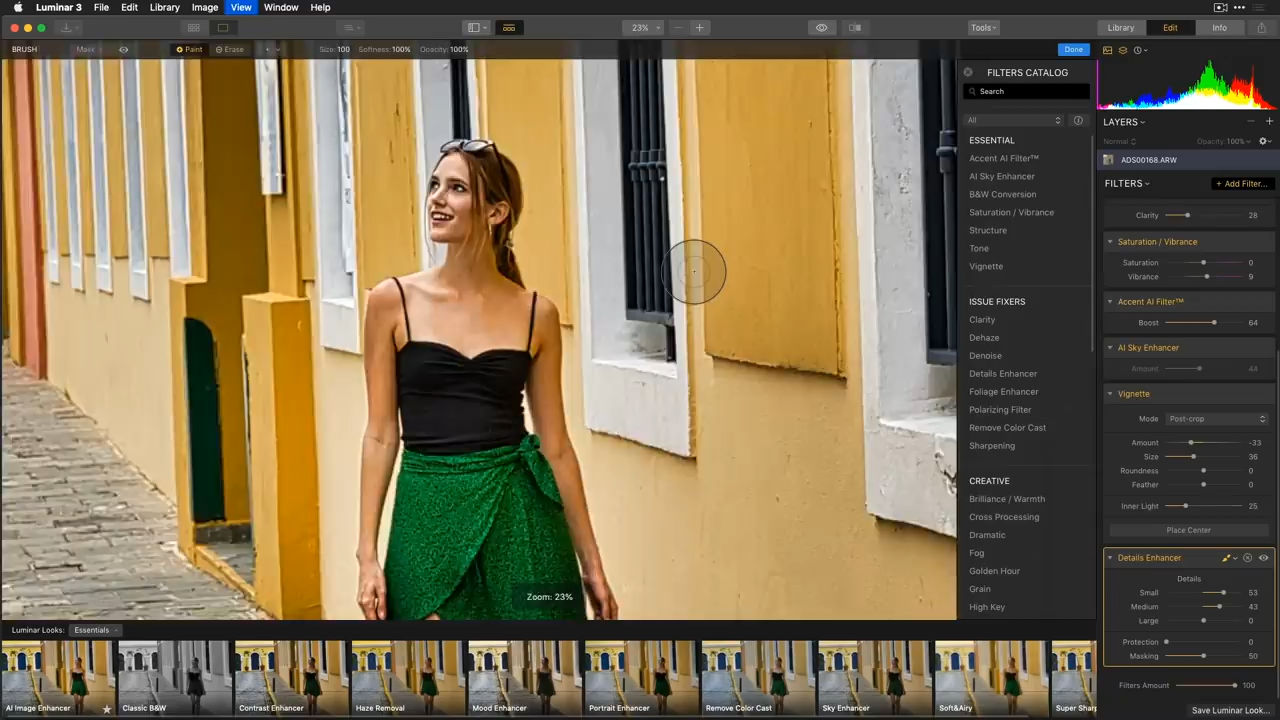 Luminar 3 File Edit Library Image View Window Help
23% Tools Library Edit Info
BRUSH Mask Paint Erase Size: 100 Softness: 100% Opacity: 100% Done
FILTERS CATALOG
Search
All
ESSENTIAL
Accent AI Filter™
AI Sky Enhancer
B&W Conversion
Saturation / Vibrance
Structure
Tone
Vignette
ISSUE FIXERS
Clarity
Dehaze
Denoise
Details Enhancer
Foliage Enhancer
Polarizing Filter
Remove Color Cast
Sharpening
CREATIVE
Brilliance / Warmth
Cross Processing
Dramatic
Fog
Golden Hour
Grain
High Key
LAYERS
Normal Opacity: 100%
ADS00168.ARW
FILTERS + Add Filter...
Clarity 28
Saturation / Vibrance
Saturation 0
Vibrance 9
Accent AI Filter™
Boost 64
AI Sky Enhancer
Amount 44
Vignette
Mode Post-crop
Amount -33
Size 36
Roundness 0
Feather 0
Inner Light 25
Place Center
Details Enhancer
Details
Small 53
Medium 43
Large 0
Protection 0
Masking 50
Filters Amount 100
Save Luminar Look...
Zoom: 23%
Luminar Looks: Essentials
AI Image Enhancer Classic B&W Contrast Enhancer Haze Removal Mood Enhancer Portrait Enhancer Remove Color Cast Sky Enhancer Soft&Airy Super Sharp